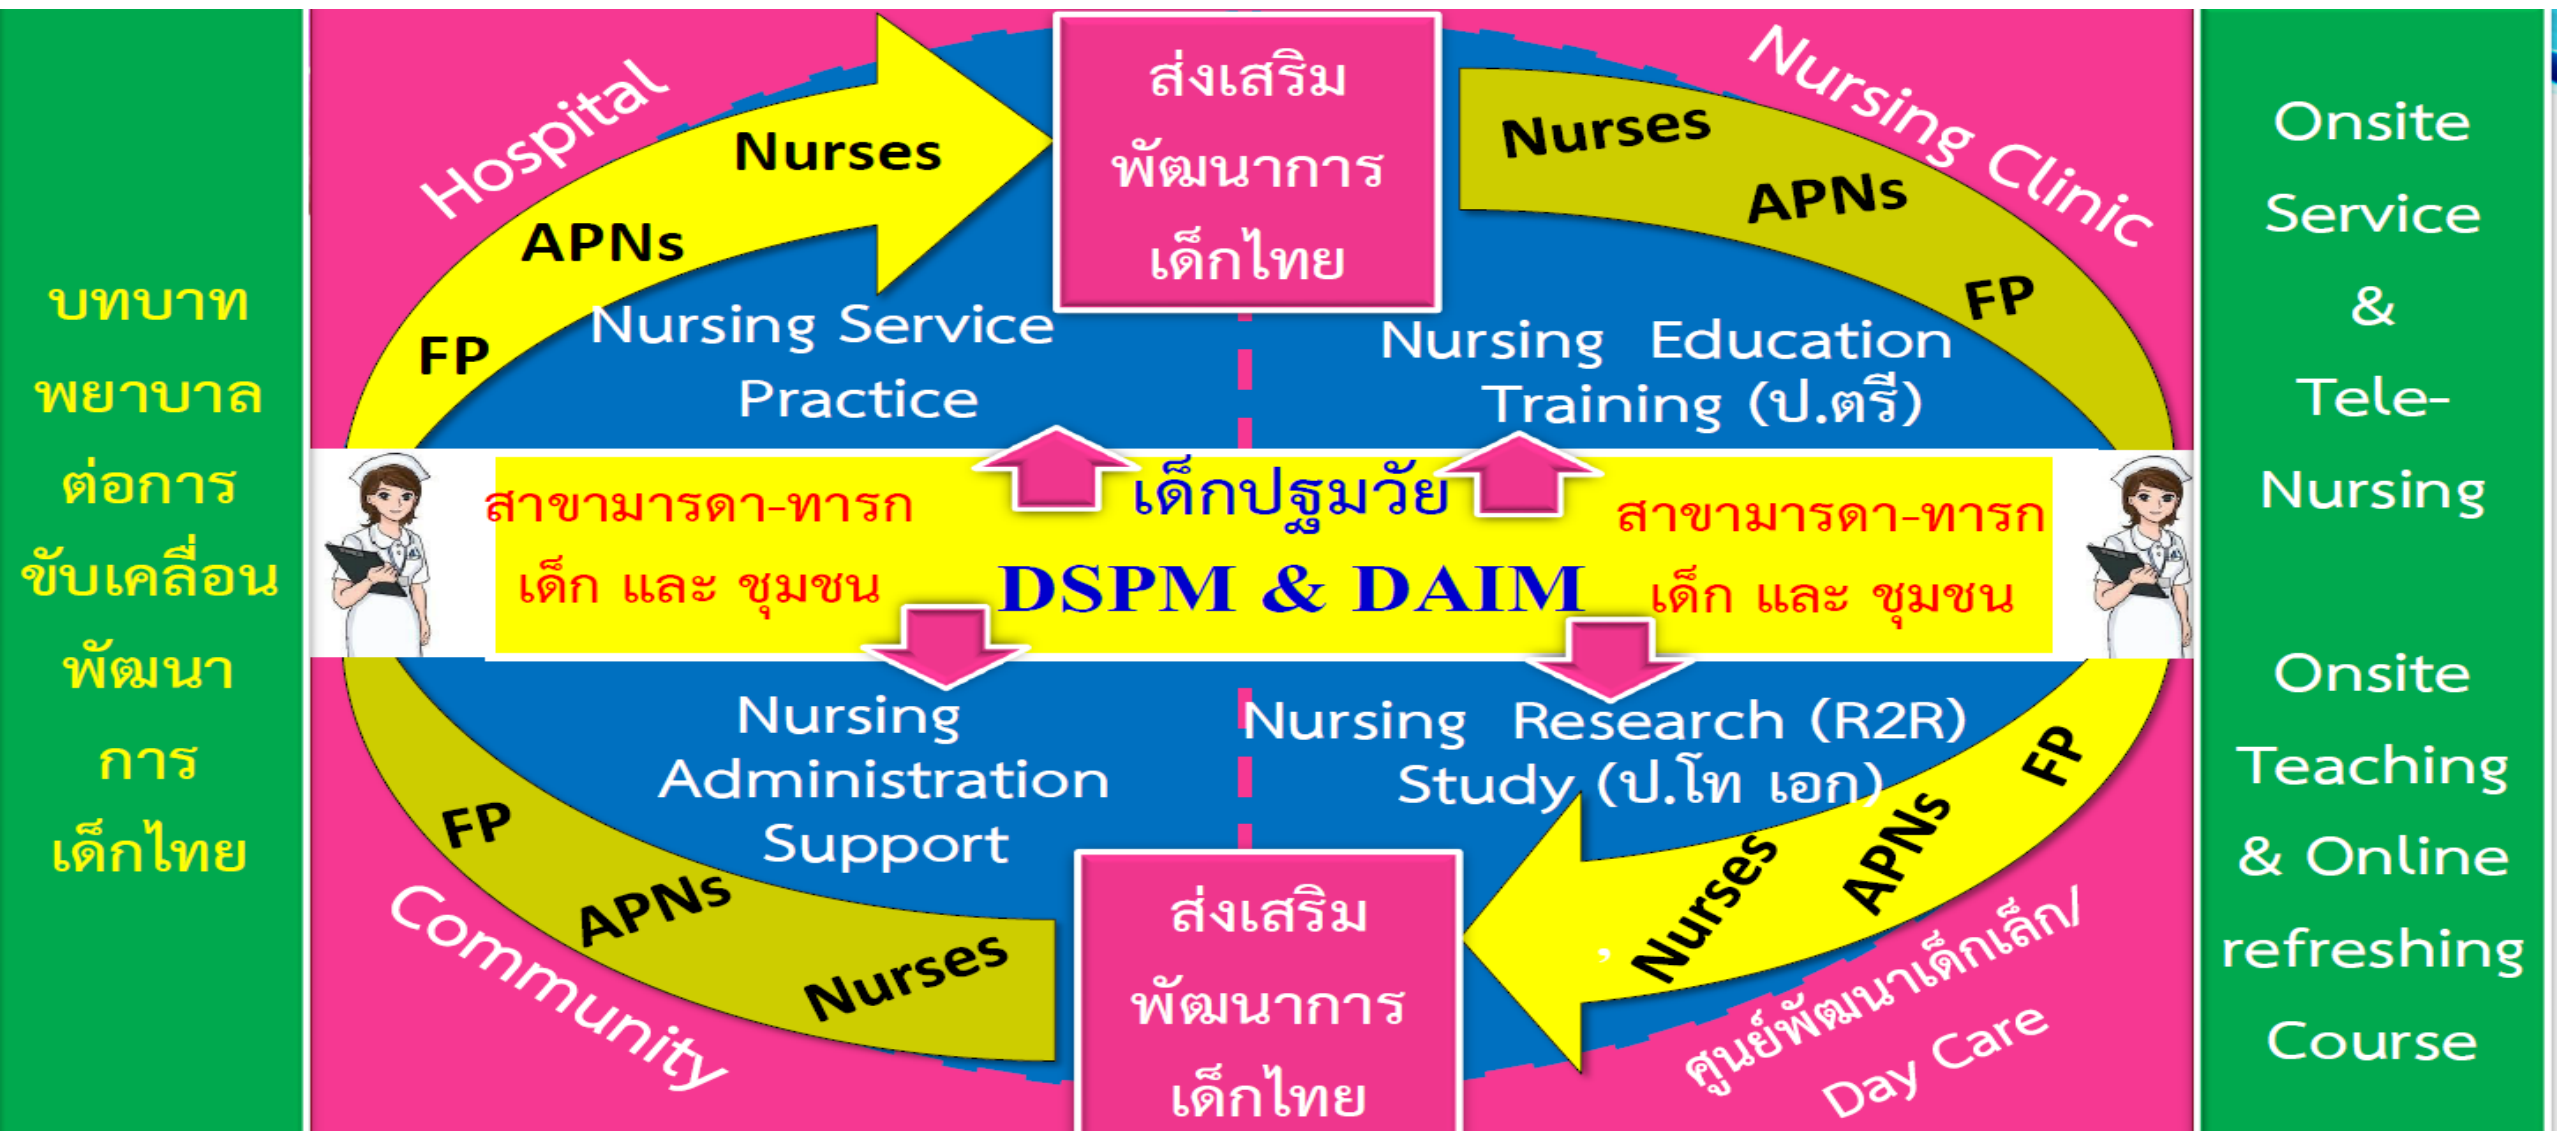 บทบาท
พยาบาล
ต่อการ
ขับเคลื่อน
พัฒนา
การ
เด็กไทย
Hospital
Nurses
APNs
FP
Nursing Service
Practice
ส่งเสริม
พัฒนาการ
เด็กไทย
Nursing Clinic
Nurses
APNs
FP
Nursing Education
Training (ป.ตรี)
สาขามารดา-ทารก
เด็ก และ ชุมชน
เด็กปฐมวัย
DSPM & DAIM
สาขามารดา-ทารก
เด็ก และ ชุมชน
Nursing
Administration
Support
FP
APNs
Nurses
Community
Nursing Research (R2R)
Study (ป.โท เอก)
FP
APNs
Nurses
,
ศูนย์พัฒนาเด็กเล็ก/
Day Care
ส่งเสริม
พัฒนาการ
เด็กไทย
Onsite
Service
&
Tele-
Nursing
Onsite
Teaching
& Online
refreshing
Course